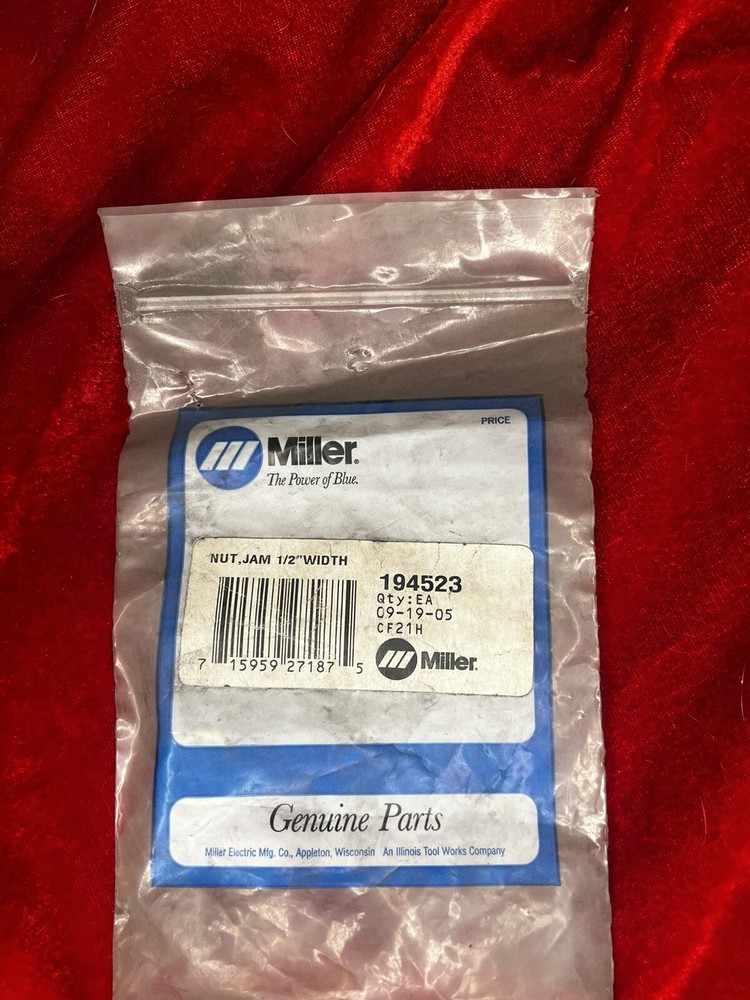 PRICE
Miller.
The Power of Blue.
NUT,JAM 1/2"WIDTH
194523
Qty:EA
09-19-05
CF21H
7 15959 27187 5
Miller.
Genuine Parts
Miller Electric Mfg. Co., Appleton, Wisconsin An Illinois Tool Works Company